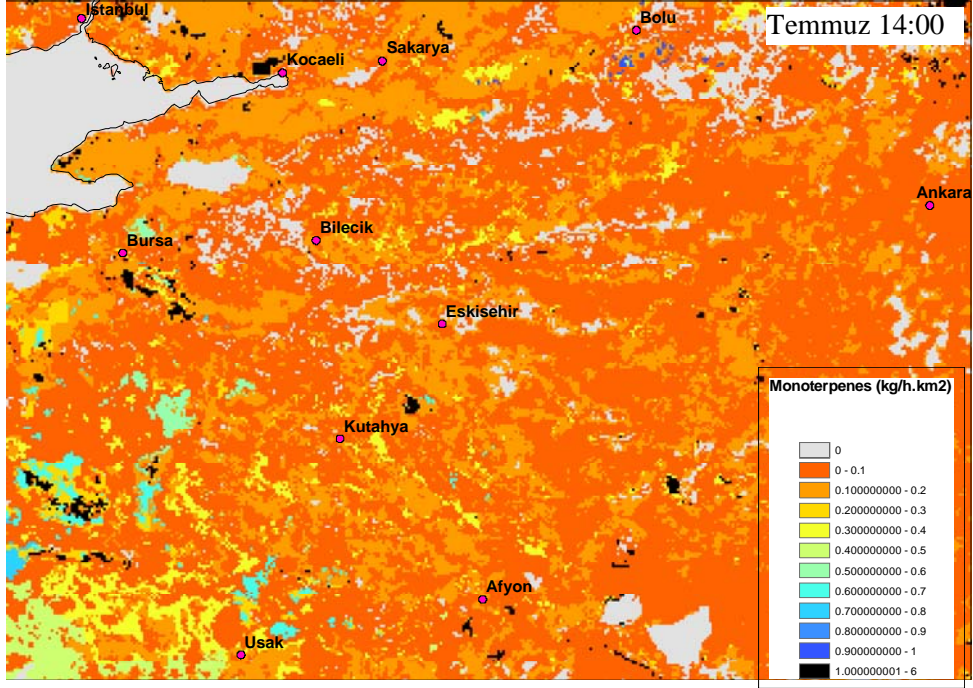 Istanbul
Bolu
Temmuz 14:00
Sakarya
Kocaeli
Ankara
Bilecik
Bursa
Eskisehir
Monoterpenes (kg/h.km2)
Kutahya
0
0 - 0.1
0.100000000 - 0.2
0.200000000 - 0.3
0.300000000 - 0.4
0.400000000 - 0.5
0.500000000 - 0.6
0.600000000 - 0.7
0.700000000 - 0.8
0.800000000 - 0.9
0.900000000 - 1
1.000000001 - 6
Afyon
Usak